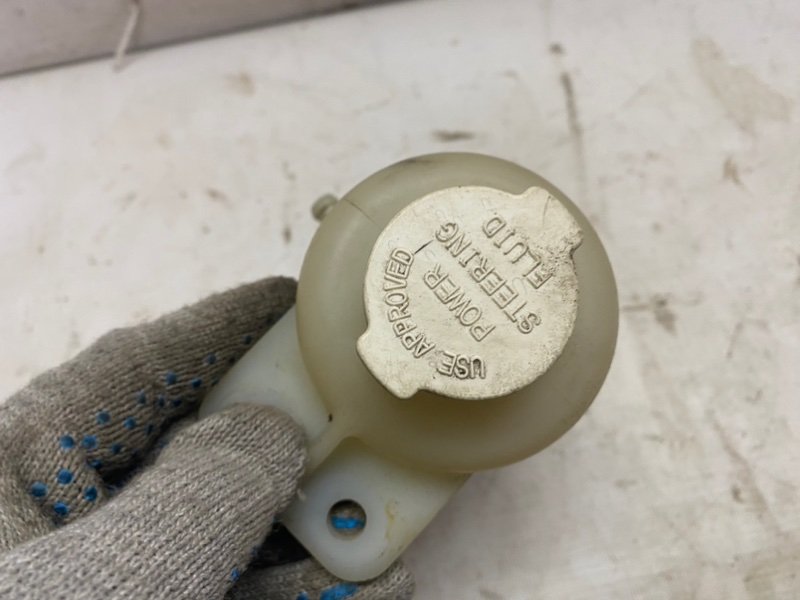 USE APPROVED
POWER
STEERING
FLUID